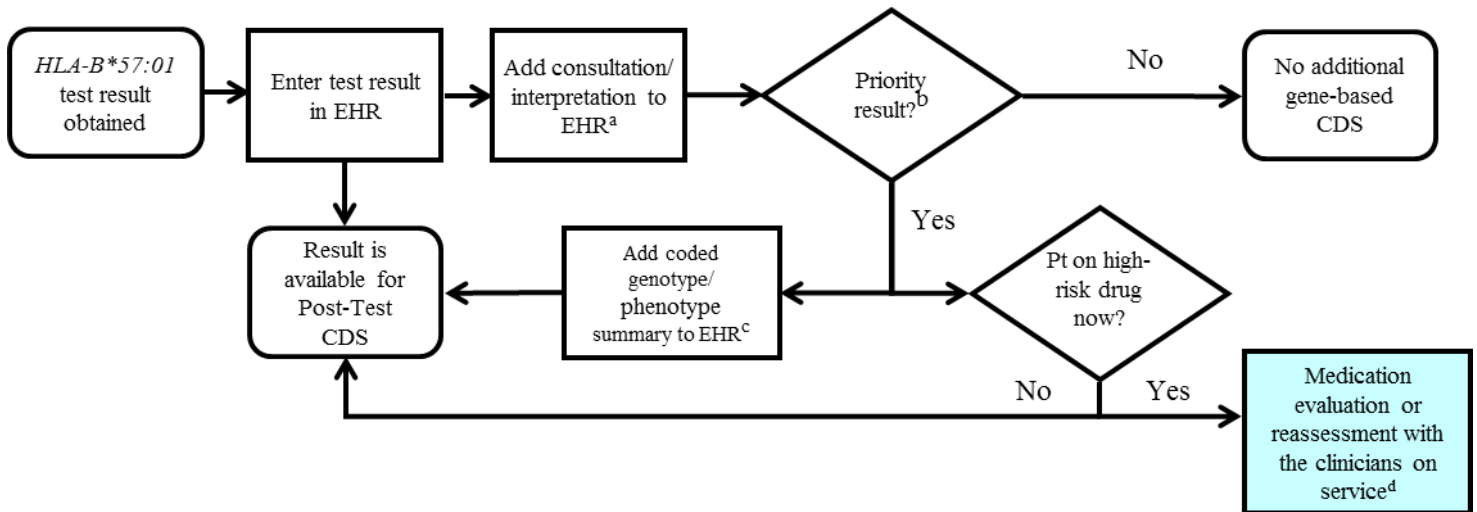 HLA-B*57:01
test result
obtained
Enter test result
in EHR
Add consultation/
interpretation to
EHRᵃ
Priority
result?ᵇ
No
No additional
gene-based
CDS
Yes
Result is
available for
Post-Test
CDS
Add coded
genotype/
phenotype
summary to EHRᶜ
Pt on high-
risk drug
now?
No
Yes
Medication
evaluation or
reassessment with
the clinicians on
serviceᵈ